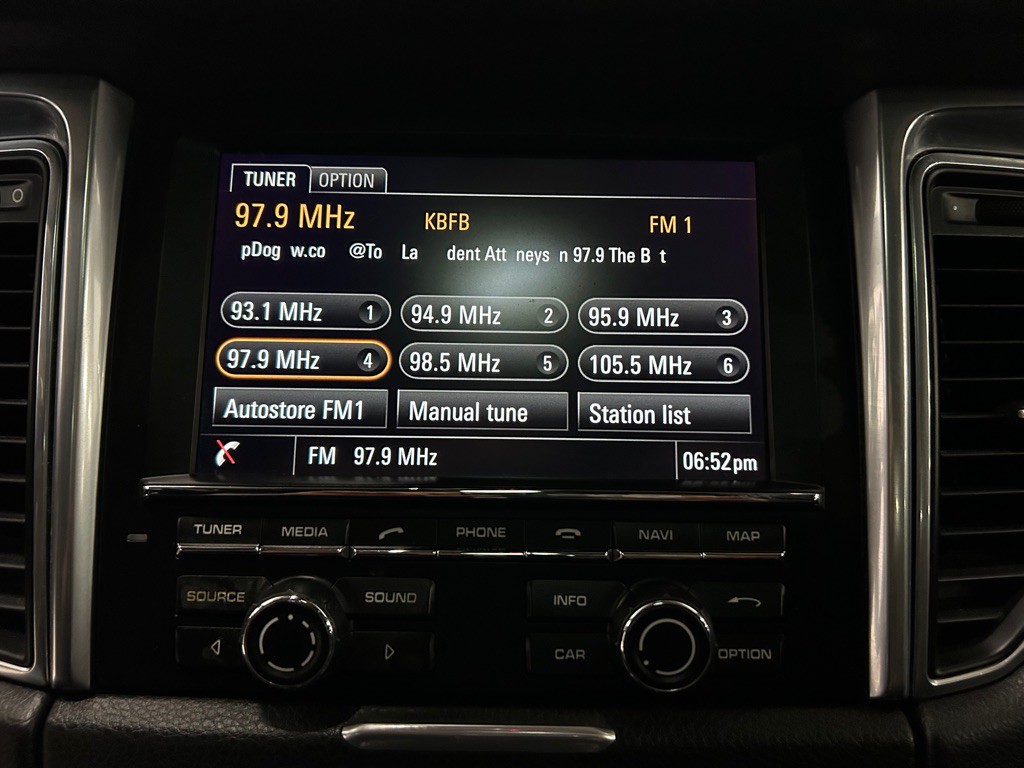 TUNER OPTION
97.9 MHz KBFB FM 1
pDog w.co @To La dent Att neys n 97.9 The B t
93.1 MHz 1 94.9 MHz 2 95.9 MHz 3
97.9 MHz 4 98.5 MHz 5 105.5 MHz 6
Autostore FM1 Manual tune Station list
FM 97.9 MHz 06:52pm
TUNER MEDIA PHONE NAVI MAP
SOURCE SOUND INFO
CAR OPTION